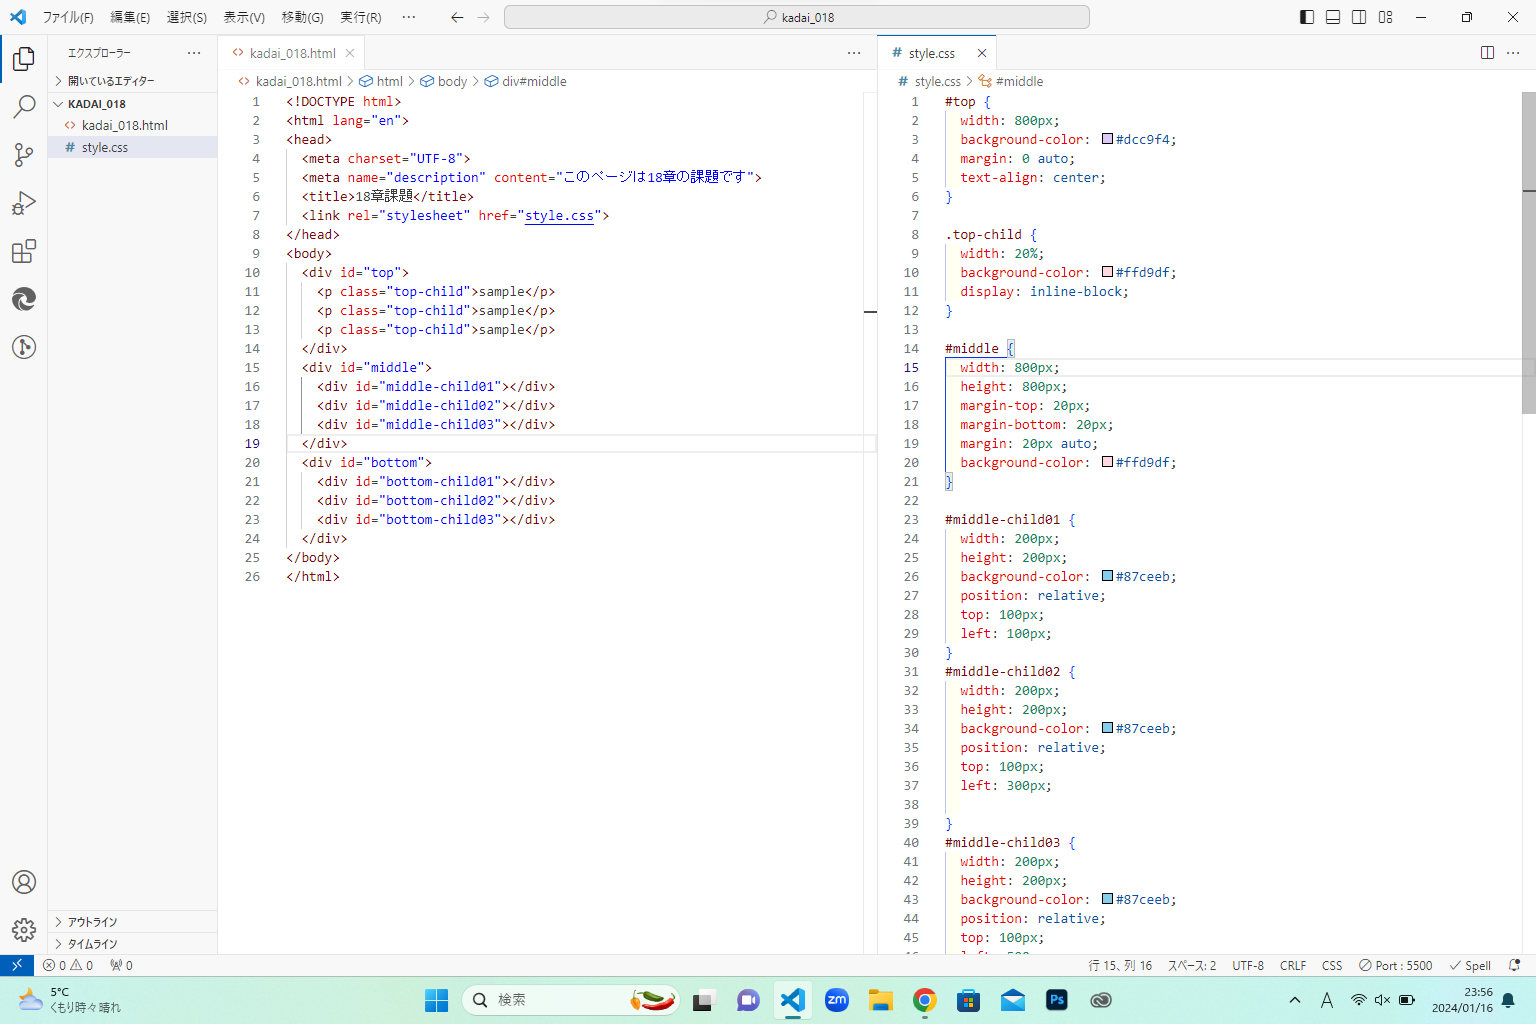 ファイル(F) 編集(E) 選択(S) 表示(V) 移動(G) 実行(R) ··· kadai_018
エクスプローラー ···
開いているエディター
KADAI_018
kadai_018.html
style.css
アウトライン
タイムライン
kadai_018.html
kadai_018.html > html > body > div#middle
1 <!DOCTYPE html>
2 <html lang="en">
3 <head>
4 <meta charset="UTF-8">
5 <meta name="description" content="このページは18章の課題です">
6 <title>18章課題</title>
7 <link rel="stylesheet" href="style.css">
8 </head>
9 <body>
10 <div id="top">
11 <p class="top-child">sample</p>
12 <p class="top-child">sample</p>
13 <p class="top-child">sample</p>
14 </div>
15 <div id="middle">
16 <div id="middle-child01"></div>
17 <div id="middle-child02"></div>
18 <div id="middle-child03"></div>
19 </div>
20 <div id="bottom">
21 <div id="bottom-child01"></div>
22 <div id="bottom-child02"></div>
23 <div id="bottom-child03"></div>
24 </div>
25 </body>
26 </html>
# style.css
# style.css > #middle
1 #top {
2 width: 800px;
3 background-color: #dcc9f4;
4 margin: 0 auto;
5 text-align: center;
6 }
7
8 .top-child {
9 width: 20%;
10 background-color: #ffd9df;
11 display: inline-block;
12 }
13
14 #middle {
15 width: 800px;
16 height: 800px;
17 margin-top: 20px;
18 margin-bottom: 20px;
19 margin: 20px auto;
20 background-color: #ffd9df;
21 }
22
23 #middle-child01 {
24 width: 200px;
25 height: 200px;
26 background-color: #87ceeb;
27 position: relative;
28 top: 100px;
29 left: 100px;
30 }
31 #middle-child02 {
32 width: 200px;
33 height: 200px;
34 background-color: #87ceeb;
35 position: relative;
36 top: 100px;
37 left: 300px;
38
39 }
40 #middle-child03 {
41 width: 200px;
42 height: 200px;
43 background-color: #87ceeb;
44 position: relative;
45 top: 100px;
0 0 0 行 15、列 16 スペース: 2 UTF-8 CRLF CSS Port : 5500 Spell
5°C
くもり時々晴れ
検索
zm
Ps
A
23:56
2024/01/16